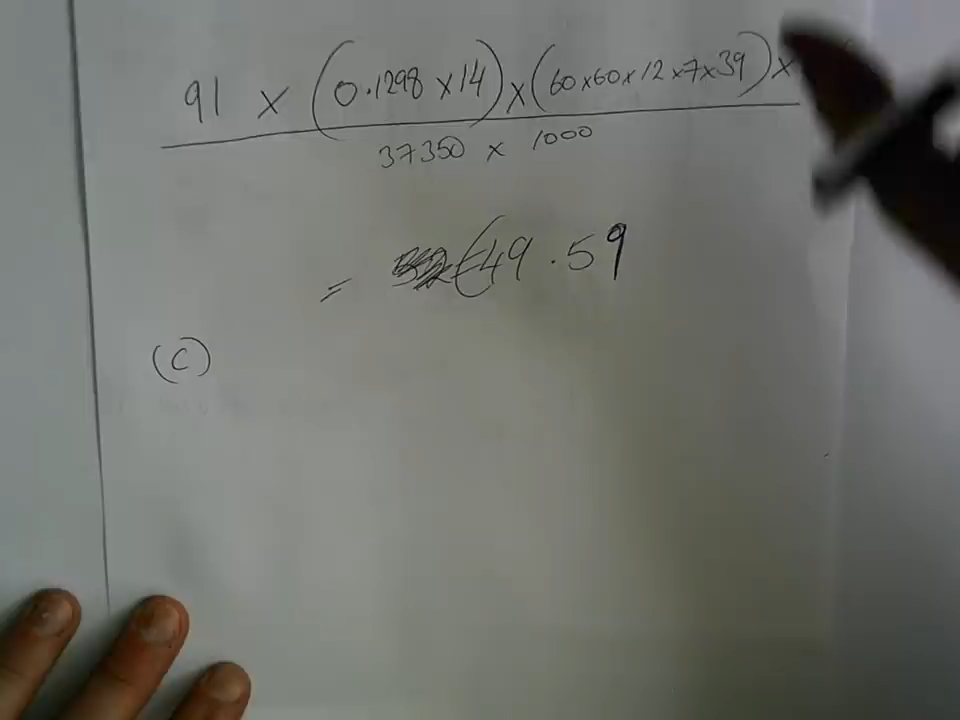 91 × (0.1298 × 14) × (60×60×12×7×39) ×
37350 × 1000
= €49.59
(C)